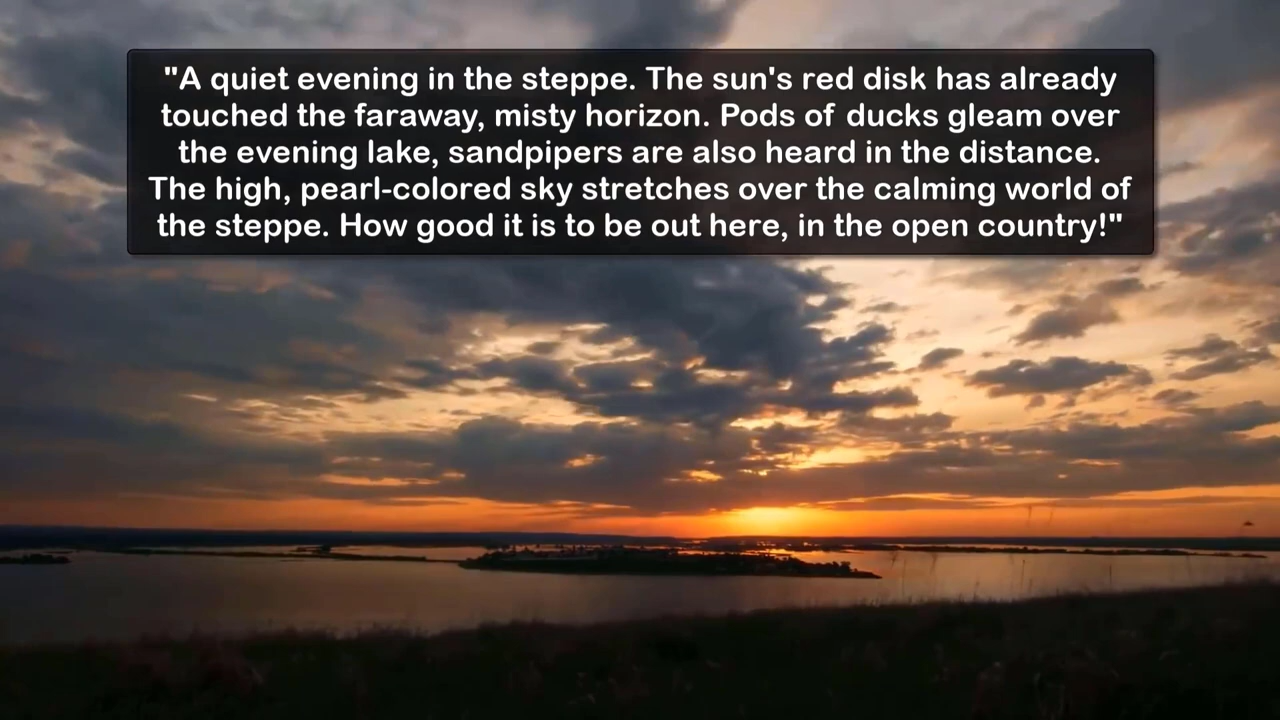 "A quiet evening in the steppe. The sun's red disk has already
touched the faraway, misty horizon. Pods of ducks gleam over
the evening lake, sandpipers are also heard in the distance.
The high, pearl-colored sky stretches over the calming world of
the steppe. How good it is to be out here, in the open country!"